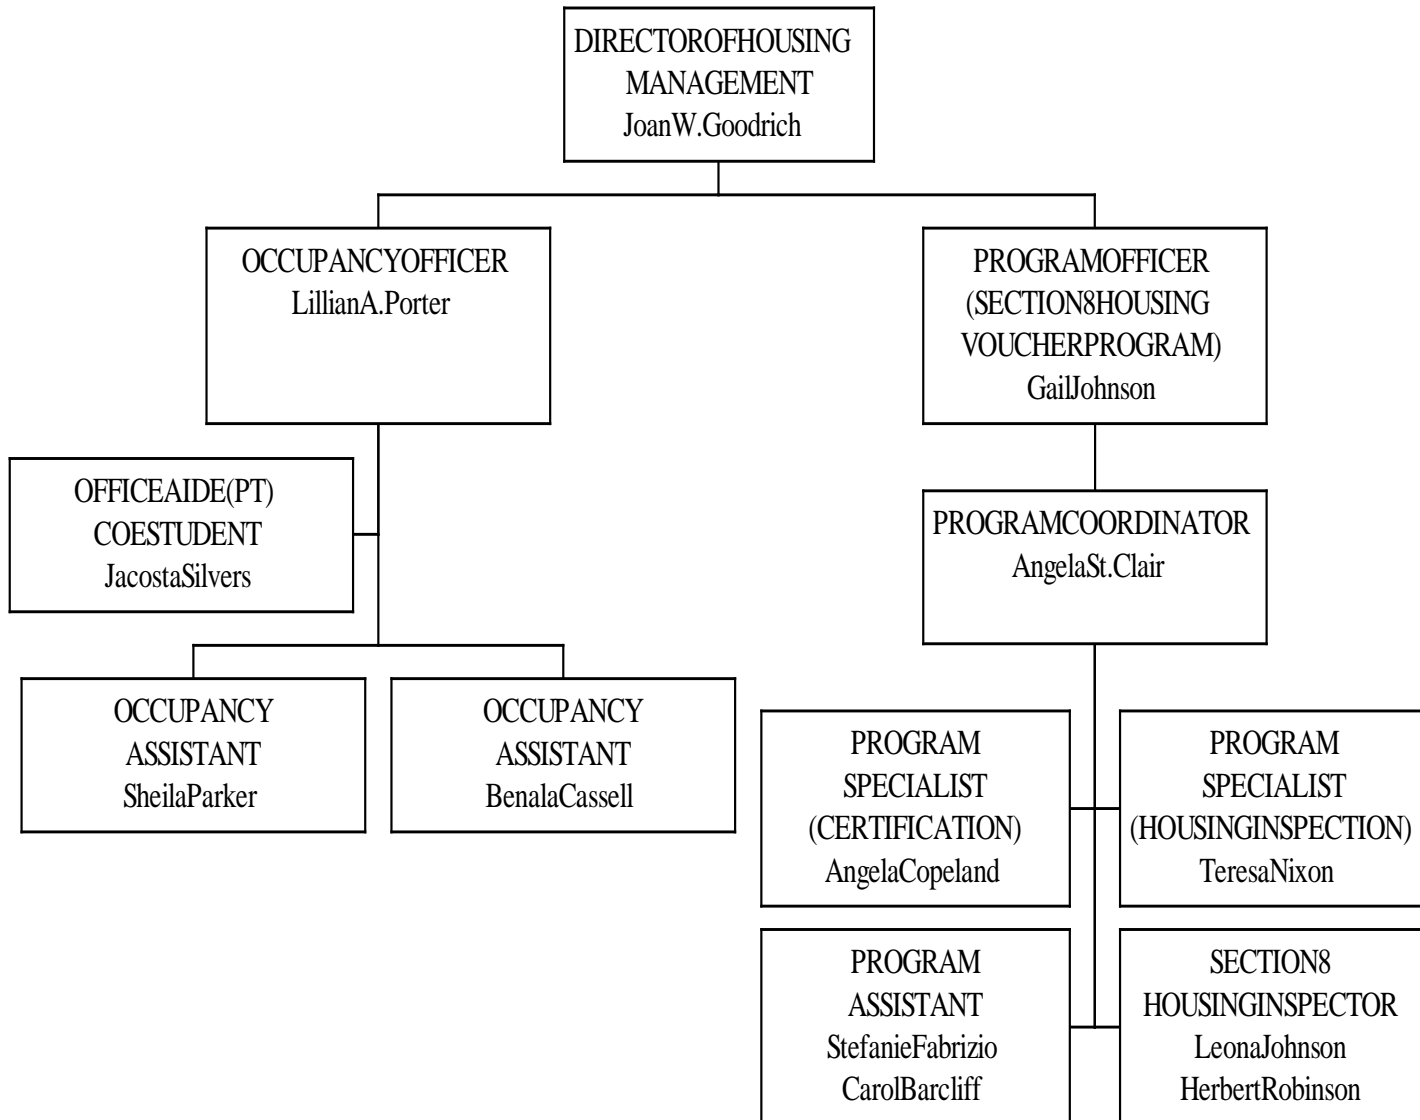 DIRECTOROFHOUSING
MANAGEMENT
JoanW.Goodrich
OCCUPANCYOFFICER
LillianA.Porter
PROGRAMOFFICER
(SECTION8HOUSING
VOUCHERPROGRAM)
GailJohnson
OFFICEAIDE(PT)
COESTUDENT
JacostaSilvers
PROGRAMCOORDINATOR
AngelaSt.Clair
OCCUPANCY
ASSISTANT
SheilaParker
OCCUPANCY
ASSISTANT
BenalaCassell
PROGRAM
SPECIALIST
(CERTIFICATION)
AngelaCopeland
PROGRAM
SPECIALIST
(HOUSINGINSPECTION)
TeresaNixon
PROGRAM
ASSISTANT
StefanieFabrizio
CarolBarcliff
SECTION8
HOUSINGINSPECTOR
LeonaJohnson
HerbertRobinson